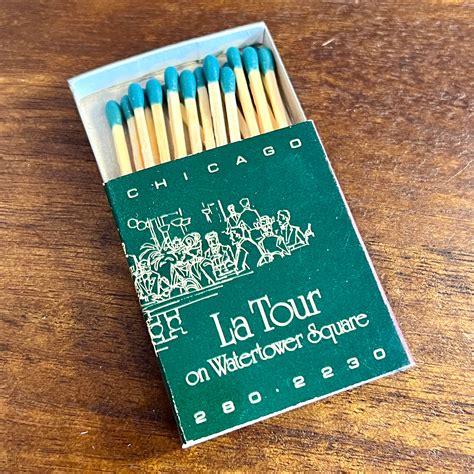 CHICAGO
La Tour
on Watertower Square
280·2230